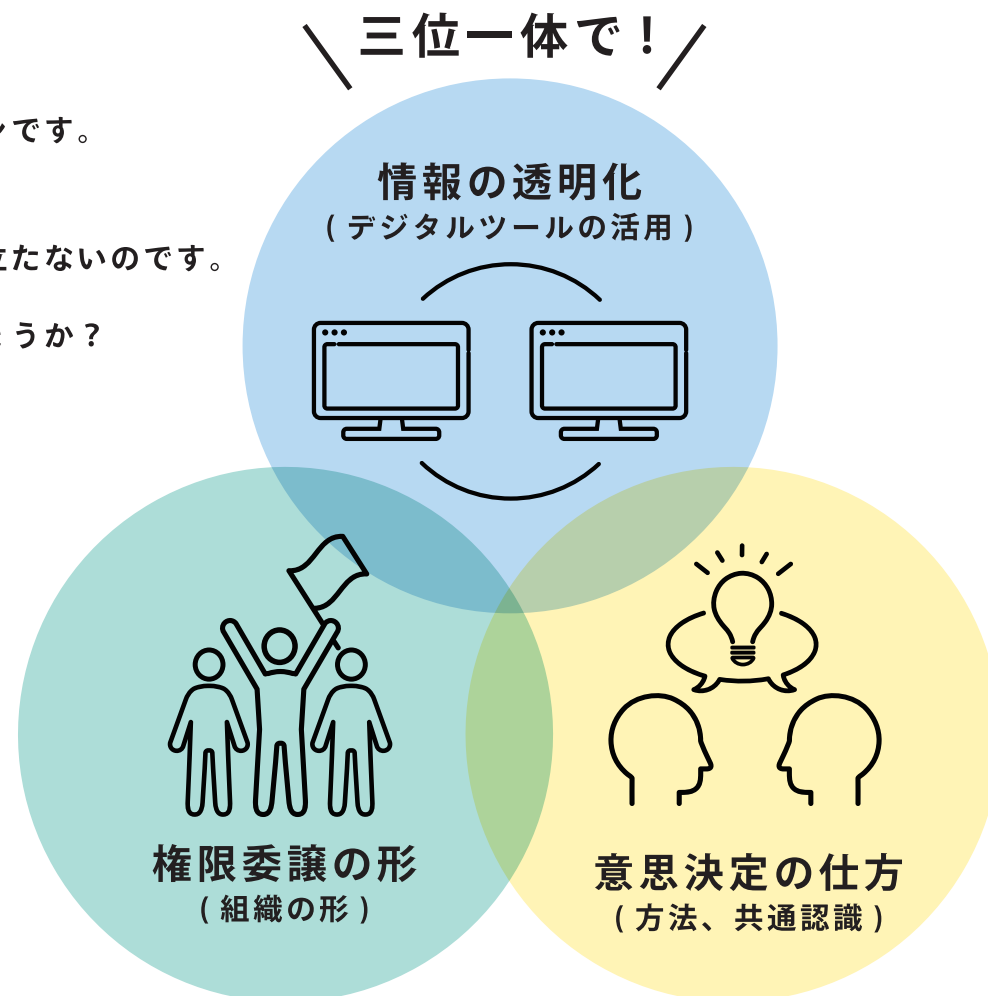 三位一体で!
ンです。
情報の透明化
(デジタルツールの活用)
立たないのです。
ょうか?
権限委譲の形
(組織の形)
意思決定の仕方
(方法、共通認識)